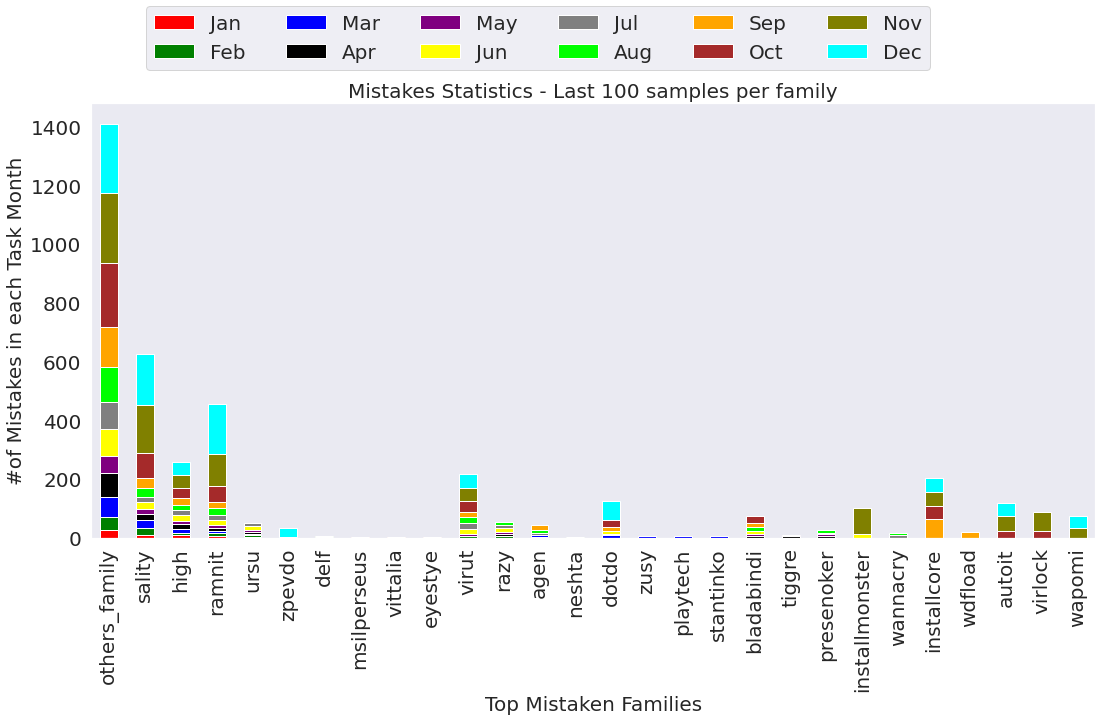 Jan Mar May Jul Sep Nov
Feb Apr Jun Aug Oct Dec
Mistakes Statistics - Last 100 samples per family
#of Mistakes in each Task Month
1400
1200
1000
800
600
400
200
0
others_family
sality
high
ramnit
ursu
zpevdo
delf
msilperseus
vittalia
eyestye
virut
razy
agen
neshta
dotdo
zusy
playtech
stantinko
bladabindi
tiggre
presenoker
installmonster
wannacry
installcore
wdfload
autoit
virlock
wapomi
Top Mistaken Families